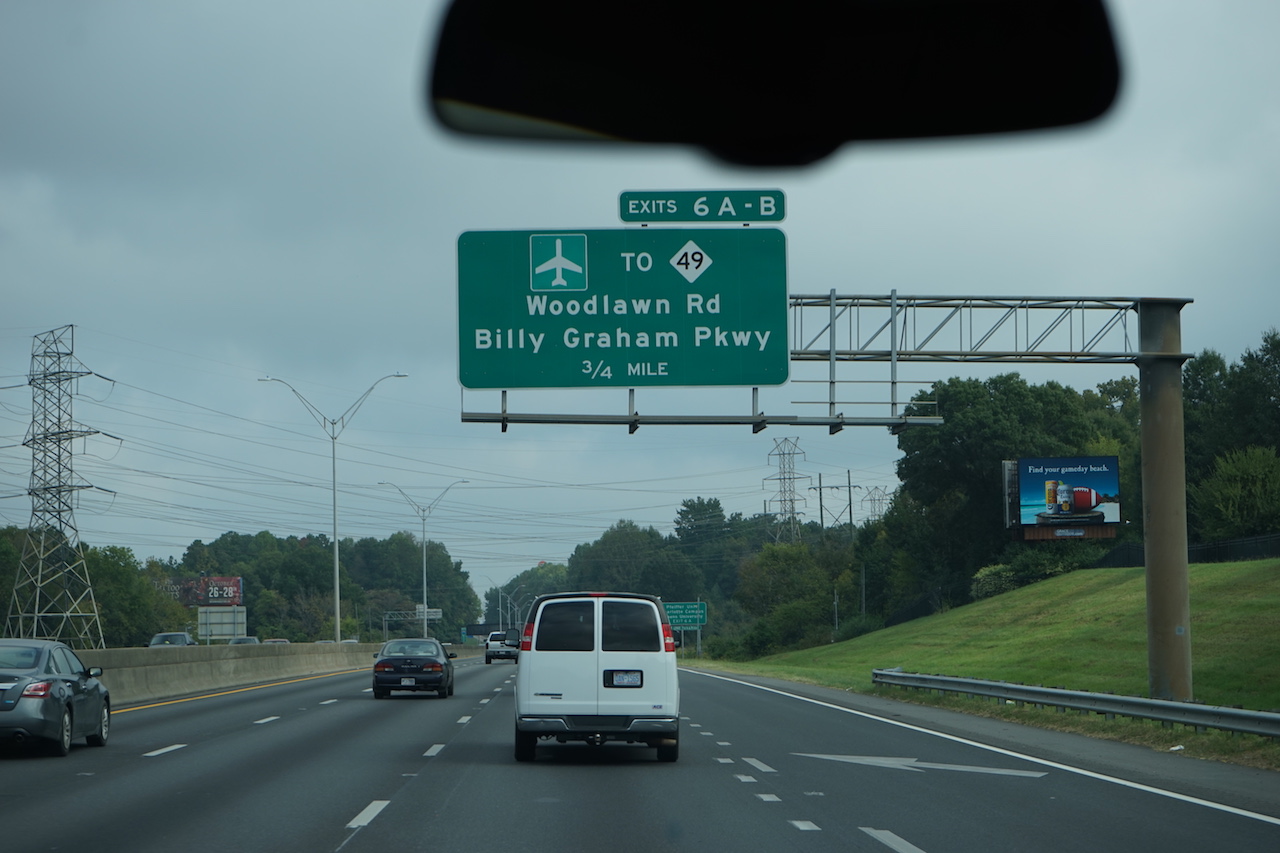 EXITS 6 A - B
TO 49
Woodlawn Rd
Billy Graham Pkwy
3/4 MILE
Find your gameday beach.
26-28